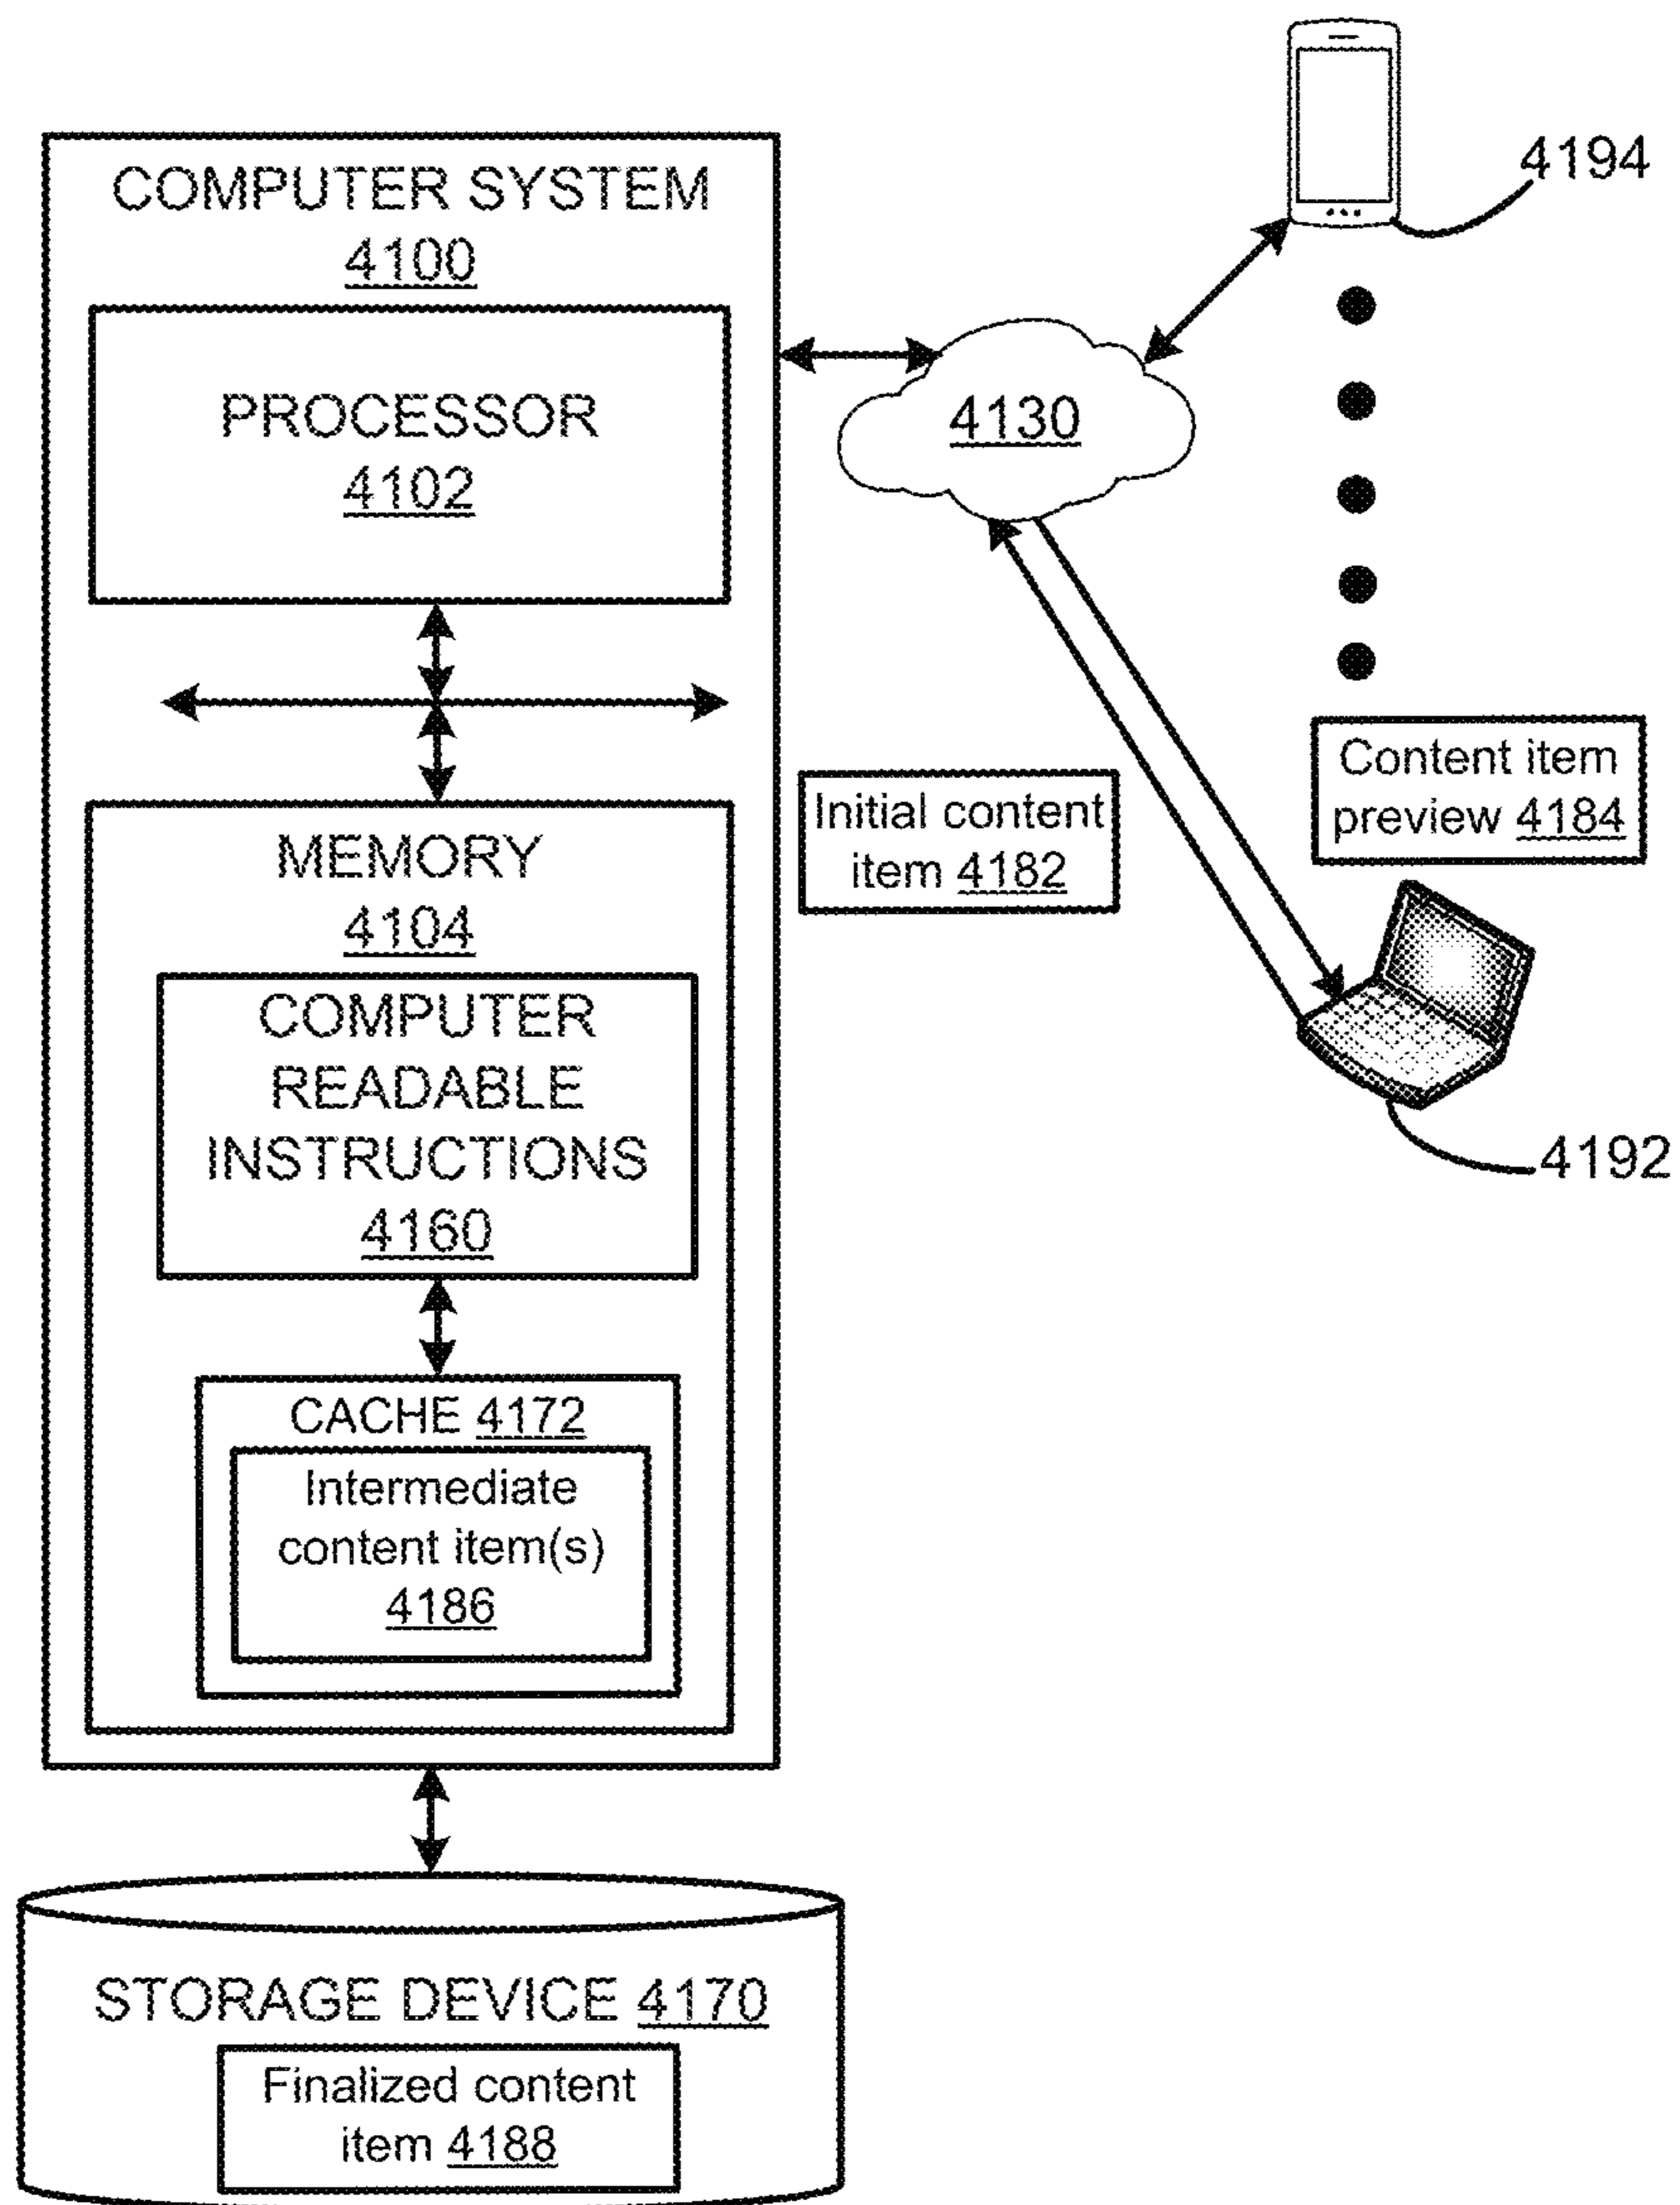 COMPUTER SYSTEM
4100
PROCESSOR
4102
MEMORY
4104
COMPUTER
READABLE
INSTRUCTIONS
4160
CACHE 4172
Intermediate
content item(s)
4186
STORAGE DEVICE 4170
Finalized content
item 4188
4130
4194
Initial content
item 4182
Content item
preview 4184
4192